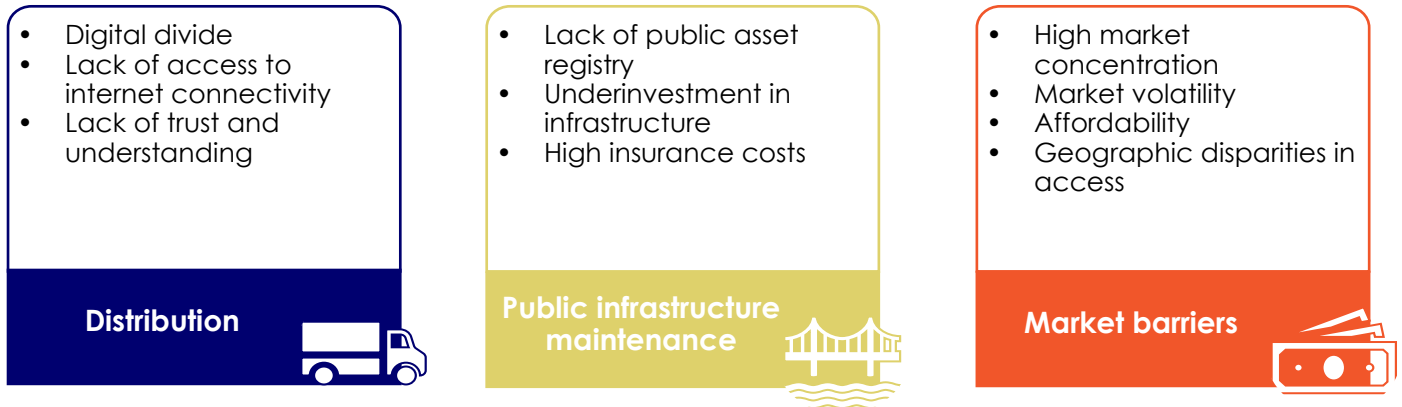 • Digital divide
• Lack of access to
internet connectivity
• Lack of trust and
understanding
Distribution
• Lack of public asset
registry
• Underinvestment in
infrastructure
• High insurance costs
Public infrastructure
maintenance
• High market
concentration
• Market volatility
• Affordability
• Geographic disparities in
access
Market barriers